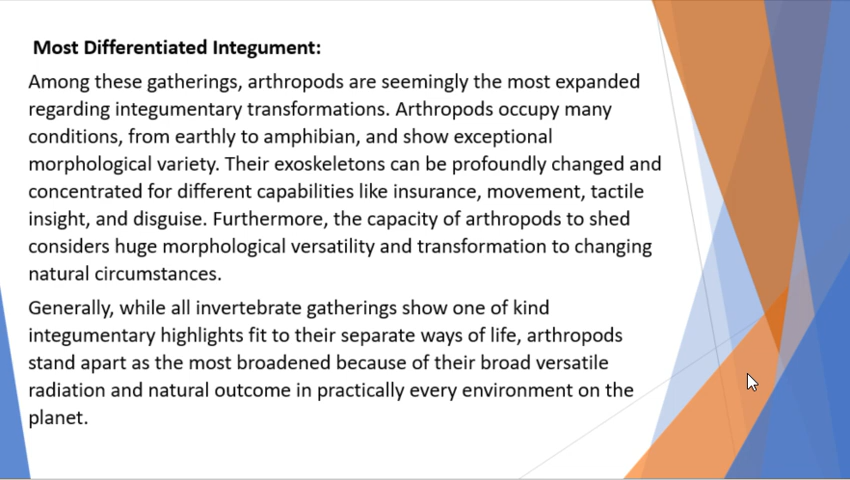 Most Differentiated Integument:
Among these gatherings, arthropods are seemingly the most expanded
regarding integumentary transformations. Arthropods occupy many
conditions, from earthly to amphibian, and show exceptional
morphological variety. Their exoskeletons can be profoundly changed and
concentrated for different capabilities like insurance, movement, tactile
insight, and disguise. Furthermore, the capacity of arthropods to shed
considers huge morphological versatility and transformation to changing
natural circumstances.
Generally, while all invertebrate gatherings show one of kind
integumentary highlights fit to their separate ways of life, arthropods
stand apart as the most broadened because of their broad versatile
radiation and natural outcome in practically every environment on the
planet.